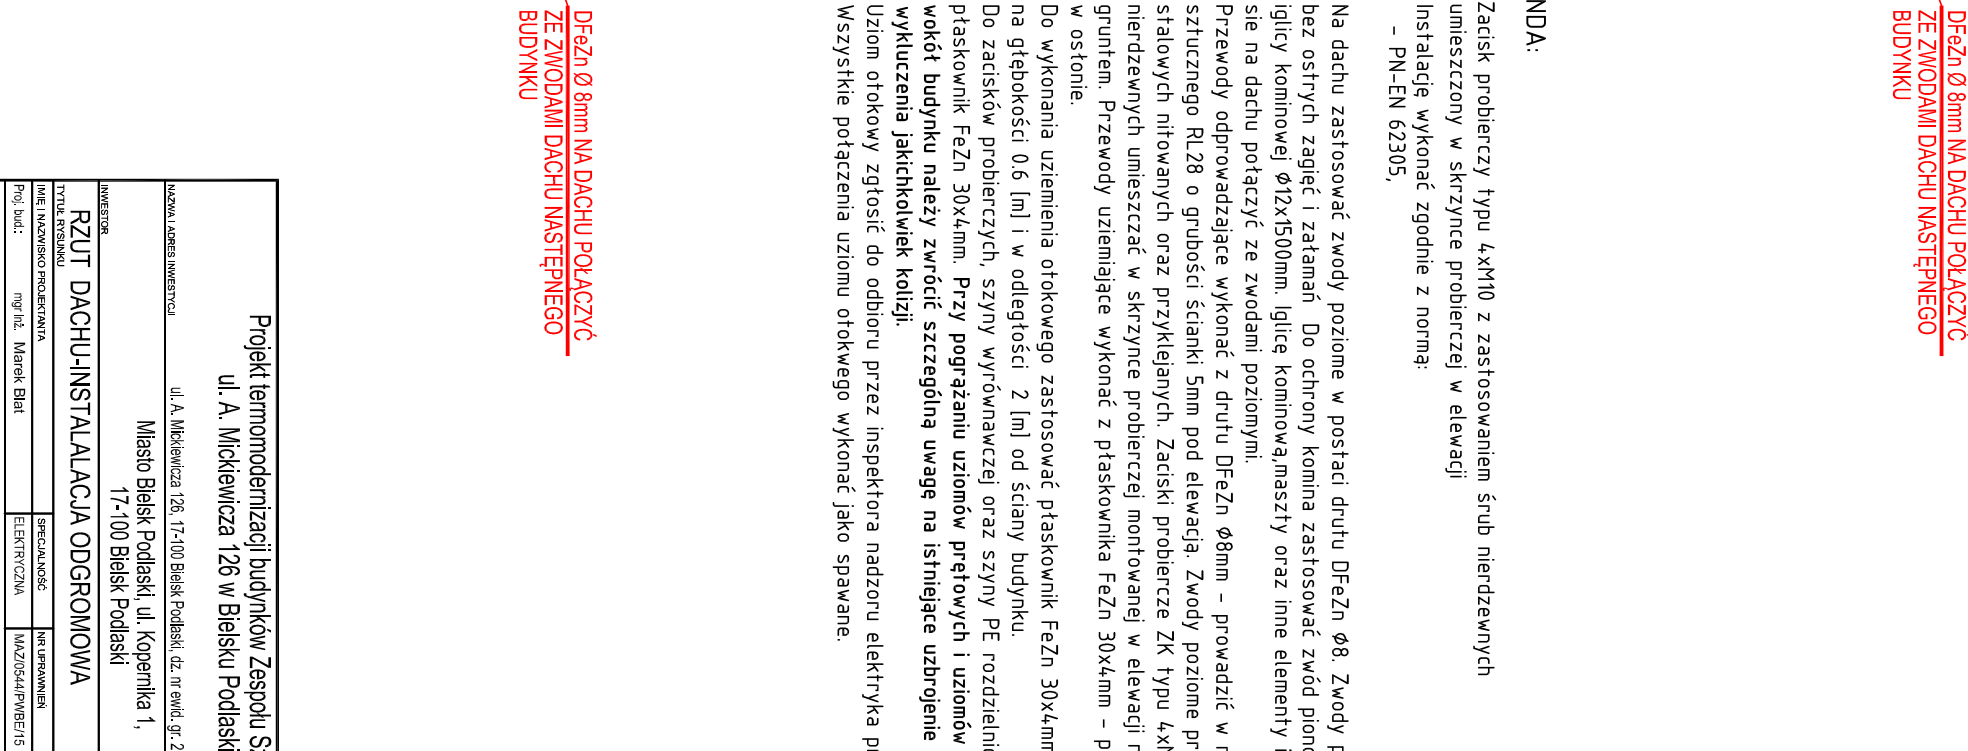 DFeZn Ø 8mm NA DACHU POŁĄCZYĆ
ZE ZWODAMI DACHU NASTĘPNEGO
BUDYNKU
NDA:
Zacisk probierczy typu 4xM10 z zastosowaniem śrub nierdzewnych
umieszczony w skrzynce probierczej w elewacji
Instalację wykonać zgodnie z normą:
– PN-EN 62305,
Na dachu zastosować zwody poziome w postaci drutu DFeZn Ø8. Zwody
bez ostrych zagięć i załamań Do ochrony komina zastosować zwód
iglicy kominowej Ø12x1500mm. Iglicę kominową,maszty oraz inne elementy
sie na dachu połączyć ze zwodami poziomymi.
Przewody odprowadzające wykonać z drutu DFeZn Ø8mm – prowadzić w
sztucznego RL28 o grubości ścianki 5mm pod elewacją. Zwody poziome
stalowych nitowanych oraz przyklejanych. Zaciski probiercze ZK typu
nierdzewnych umieszczać w skrzynce probierczej montowanej w elewacji
gruntem. Przewody uziemiające wykonać z płaskownika FeZn 30x4mm –
w osłonie.
Do wykonania uziemienia otokowego zastosować płaskownik FeZn 30x4mm
na głębokości 0.6 [m] i w odległości 2 [m] od ściany budynku.
Do zacisków probierczych, szyny wyrównawczej oraz szyny PE
płaskownik FeZn 30x4mm. Przy pogrążaniu uziomów prętowych i uziomów
wokół budynku należy zwrócić szczególną uwagę na istniejące uzbrojenie
wykluczenia jakichkolwiek kolizji.
Uziom otokowy zgłosić do odbioru przez inspektora nadzoru elektryka
Wszystkie połączenia uziomu otokwego wykonać jako spawane.
DFeZn Ø 8mm NA DACHU POŁĄCZYĆ
ZE ZWODAMI DACHU NASTĘPNEGO
BUDYNKU
Projekt termomodernizacji budynków Zespołu
ul. A. Mickiewicza 126 w Bielsku Podlaski
NAZWA I ADRES INWESTYCJI
ul. A. Mickiewicza 126, 17-100 Bielsk Podlaski, dz. nr ewid. gr. 2
Miasto Bielsk Podlaski, ul. Kopernika 1,
17-100 Bielsk Podlaski
INWESTOR
RZUT DACHU-INSTALALACJA ODGROMOWA
TYTUŁ RYSUNKU
IMIĘ I NAZWISKO PROJEKTANTA SPECJALNOŚĆ NR UPRAWNIEŃ
Proj. bud.: mgr inż. Marek Błat ELEKTRYCZNA MAZ/0544/PWBE/15